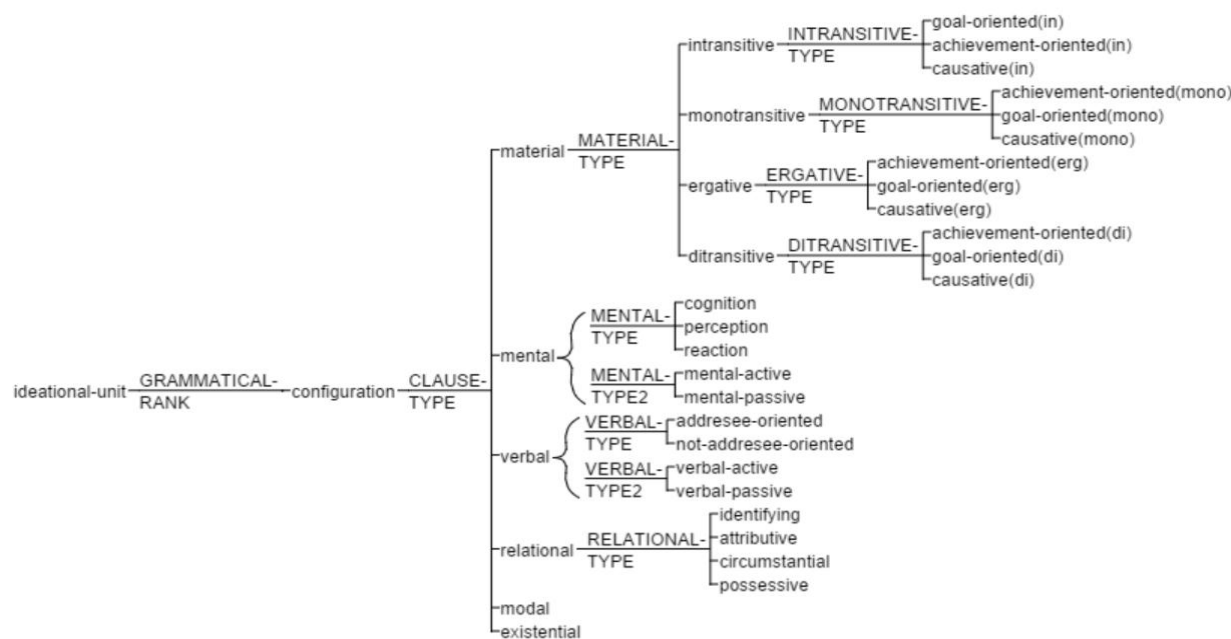 goal-oriented(in)
intransitive INTRANSITIVE- achievement-oriented(in)
TYPE
causative(in)
achievement-oriented(mono)
monotransitive MONOTRANSITIVE- goal-oriented(mono)
TYPE
causative(mono)
material MATERIAL-
TYPE
achievement-oriented(erg)
ergative ERGATIVE- goal-oriented(erg)
TYPE
causative(erg)
achievement-oriented(di)
ditransitive DITRANSITIVE- goal-oriented(di)
TYPE
causative(di)
cognition
MENTAL- perception
TYPE
reaction
mental
MENTAL- mental-active
TYPE2 mental-passive
ideational-unit GRAMMATICAL- configuration CLAUSE-
RANK TYPE
VERBAL- addresee-oriented
TYPE not-addresee-oriented
verbal
VERBAL- verbal-active
TYPE2 verbal-passive
identifying
relational RELATIONAL- attributive
TYPE circumstantial
possessive
modal
existential